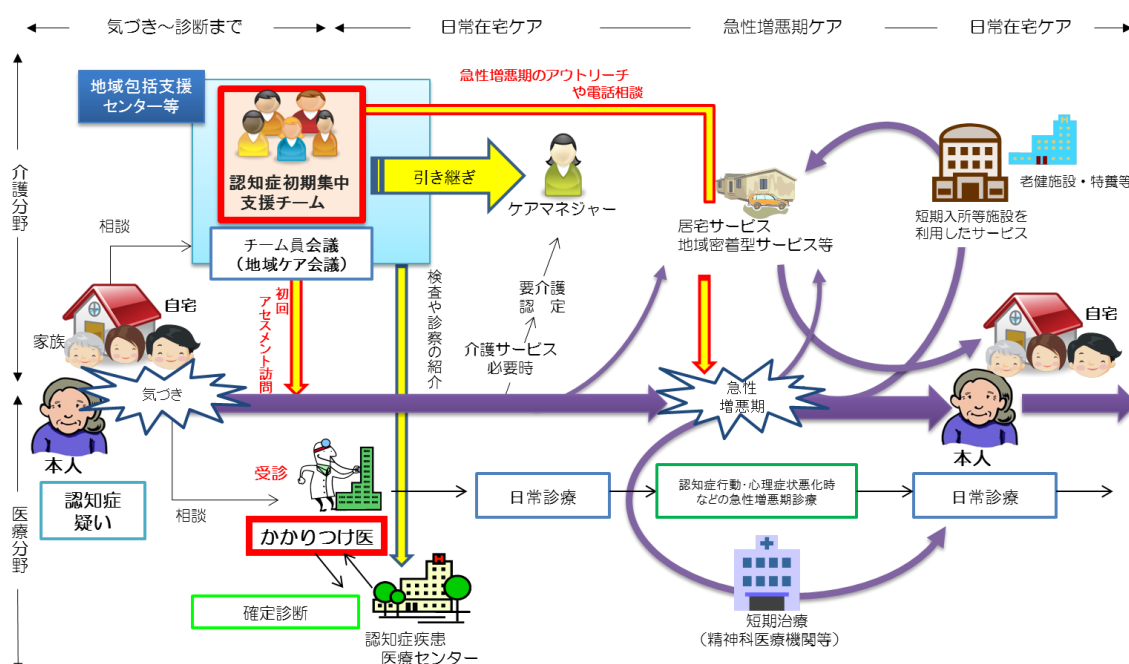 気づき~診断まで
日常在宅ケア
急性増悪期ケア
日常在宅ケア
介護分野
医療分野
地域包括支援
センター等
認知症初期集中
支援チーム
チーム員会議
(地域ケア会議)
急性増悪期のアウトリーチ
や電話相談
引き継ぎ
ケアマネジャー
居宅サービス
地域密着型サービス等
老健施設・特養等
短期入所等施設を
利用したサービス
相談
自宅
家族
気づき
本人
認知症
疑い
初回
アセスメント訪問
検査や診察の紹介
要介護
認定
介護サービス
必要時
急性
増悪期
自宅
本人
相談
受診
かかりつけ医
確定診断
認知症疾患
医療センター
日常診療
認知症行動・心理症状悪化時
などの急性増悪期診療
日常診療
短期治療
(精神科医療機関等)
H